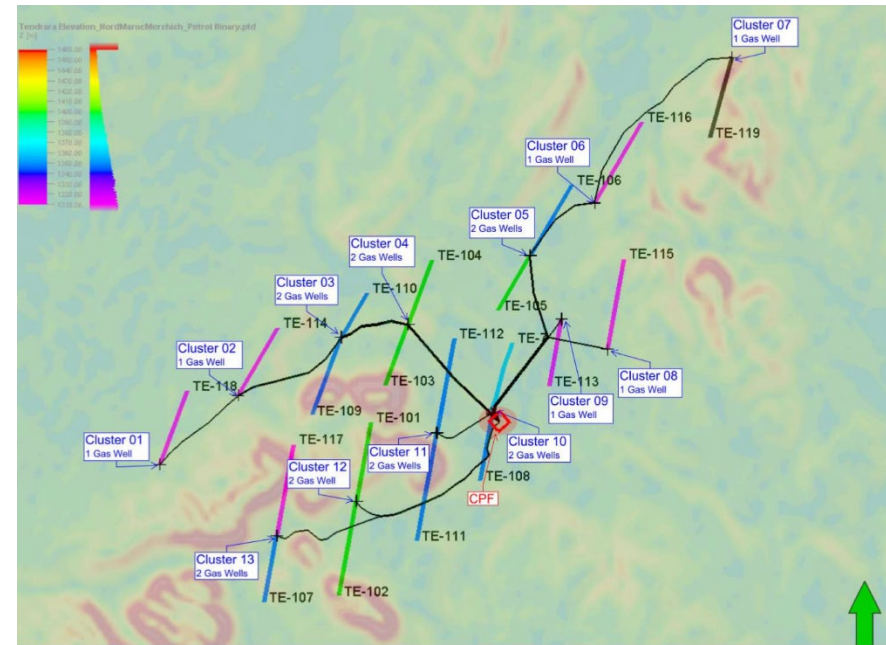 Tendrara Elevation_NordMarocMerchich_Petrel Binary.ptd
Z [m]
Cluster 07
1 Gas Well
TE-116
TE-119
Cluster 06
1 Gas Well
TE-106
Cluster 05
2 Gas Wells
Cluster 04
2 Gas Wells
TE-104
TE-115
Cluster 03
2 Gas Wells
TE-110
TE-105
TE-114
TE-112
TE-
Cluster 02
1 Gas Well
TE-118
TE-103
TE-113
Cluster 08
1 Gas Well
TE-109
TE-101
Cluster 09
1 Gas Well
Cluster 01
1 Gas Well
TE-117
Cluster 11
2 Gas Wells
Cluster 10
2 Gas Wells
Cluster 12
2 Gas Wells
TE-108
CPF
TE-111
Cluster 13
2 Gas Wells
TE-107
TE-102